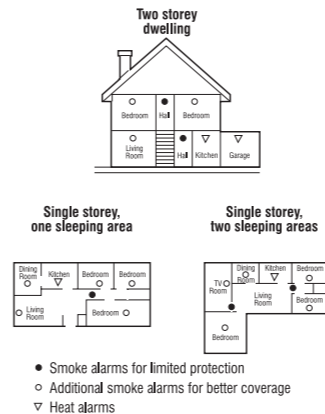 Two storey
dwelling
Bedroom
Hall
Bedroom
Living
Room
Hall
Kitchen
Garage
Single storey,
one sleeping area
Dining
Room
Kitchen
Bedroom
Bedroom
Living
Room
Bedroom
Single storey,
two sleeping areas
Dining
Room
Kitchen
Bedroom
TV
Room
Living
Room
Bedroom
Bedroom
Smoke alarms for limited protection
Additional smoke alarms for better coverage
Heat alarms